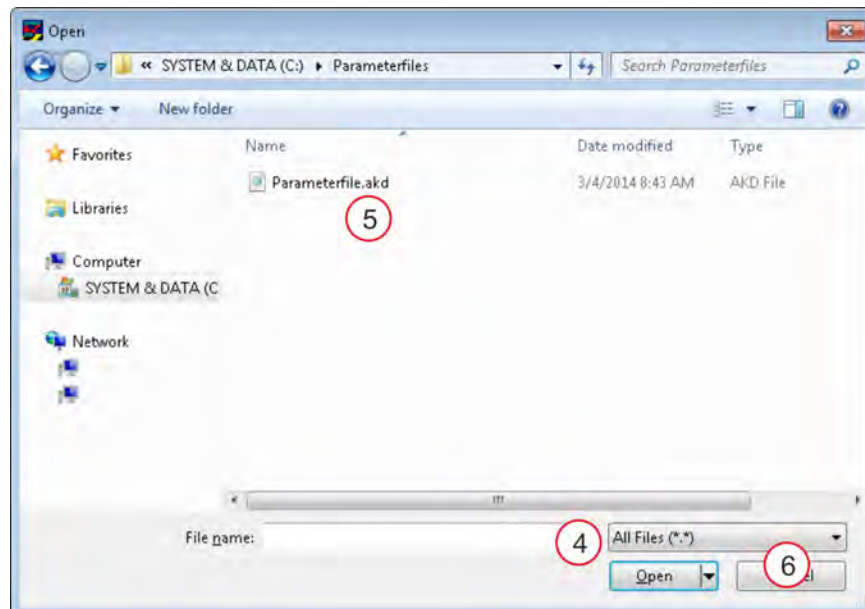 Open
« SYSTEM & DATA (C:) ▸ Parameterfiles
Search Parameterfiles
Organize
New folder
Name
Date modified
Type
Favorites
Parameterfile.akd
3/4/2014 8:43 AM
AKD File
5
Libraries
Computer
SYSTEM & DATA (C
Network
File name:
4
All Files (*.*)
Open
6